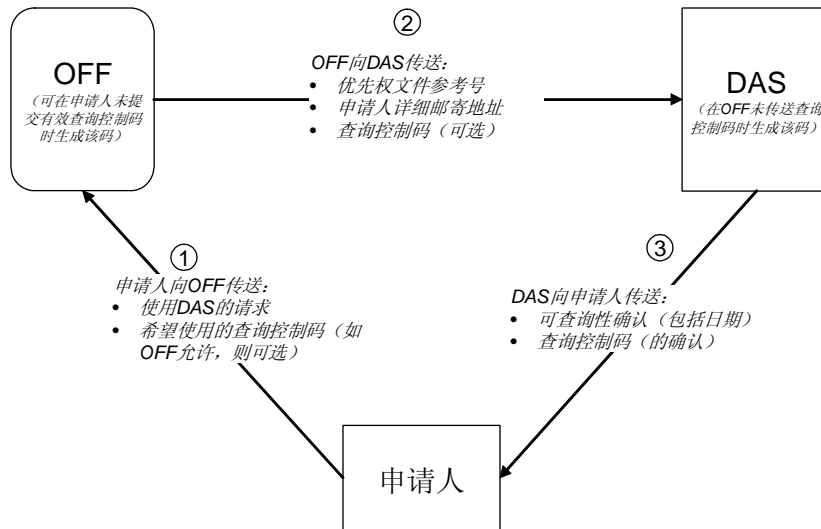 ②
OFF
(可在申请人未提
交有效查询控制码
时生成该码)
OFF向DAS传送:
• 优先权文件参考号
• 申请人详细邮寄地址
• 查询控制码(可选)
DAS
(在OFF未传送查询
控制码时生成该码)
①
申请人向OFF传送:
• 使用DAS的请求
• 希望使用的查询控制码(如
OFF允许,则可选)
③
DAS向申请人传送:
• 可查询性确认(包括日期)
• 查询控制码(的确认)
申请人